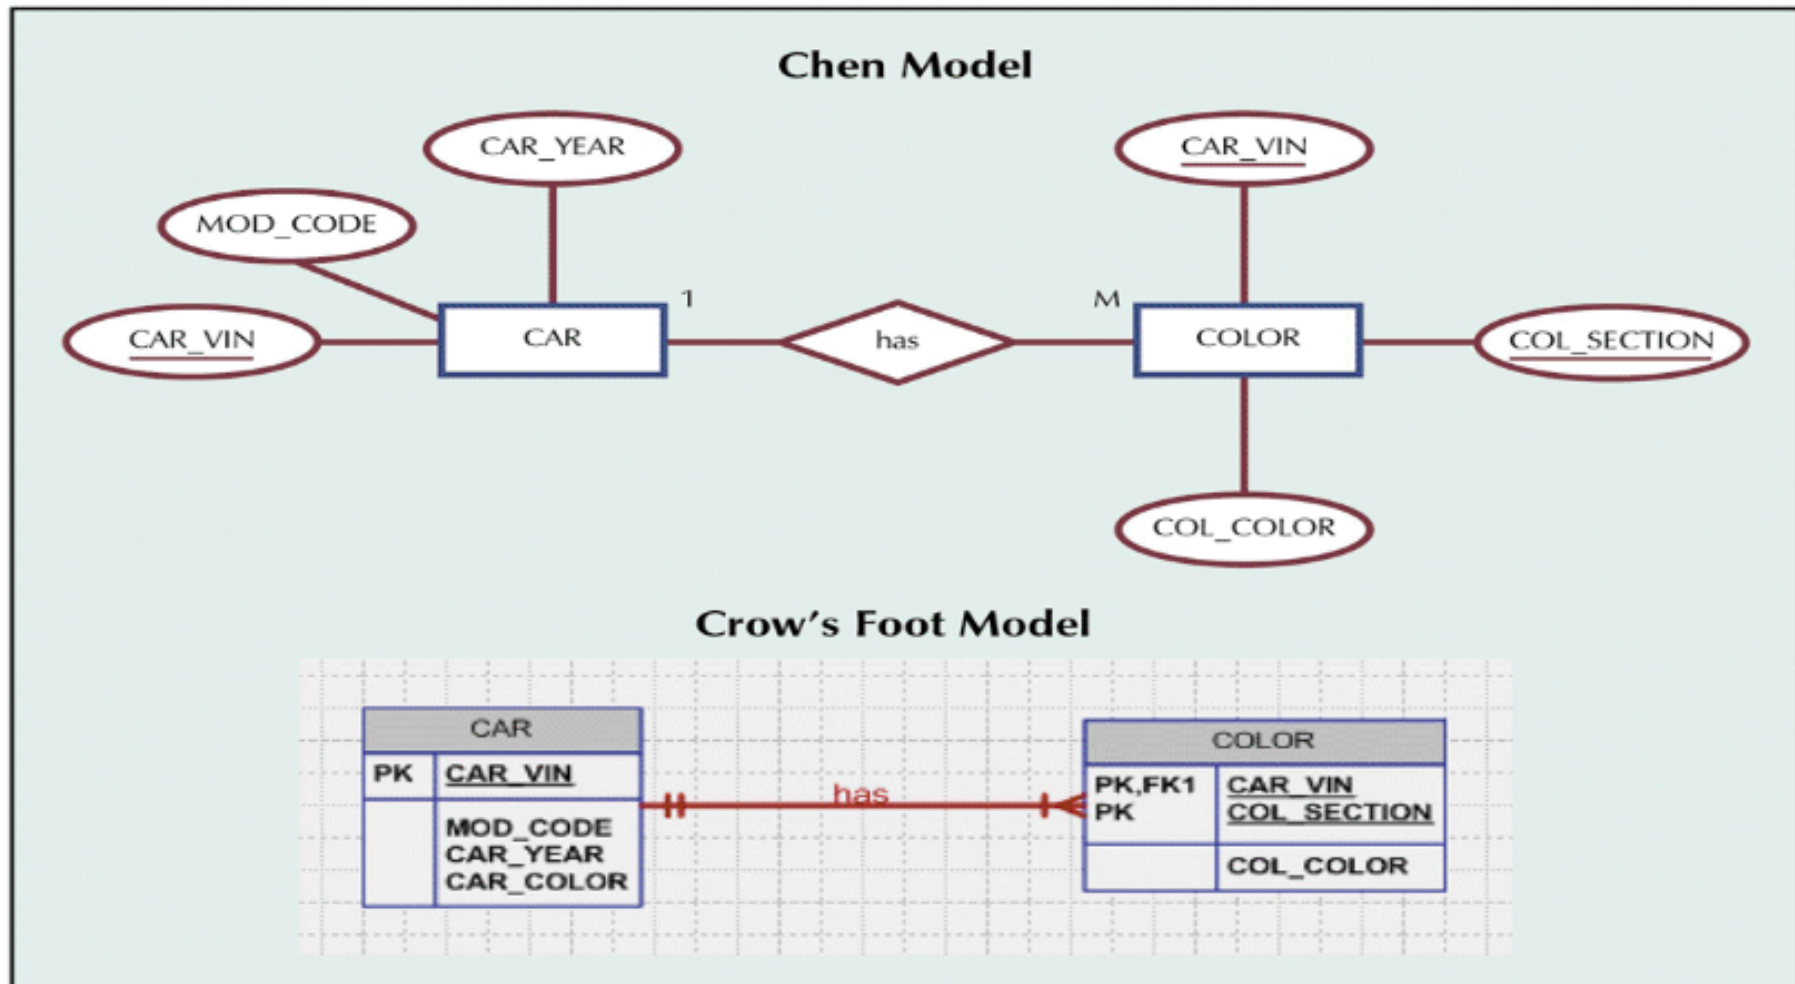 Chen Model
CAR_YEAR
CAR_VIN
MOD_CODE
1
M
CAR_VIN
CAR
has
COLOR
COL_SECTION
COL_COLOR
Crow's Foot Model
CAR
PK CAR_VIN
MOD_CODE
CAR_YEAR
CAR_COLOR
has
COLOR
PK,FK1 CAR_VIN
PK COL_SECTION
COL_COLOR